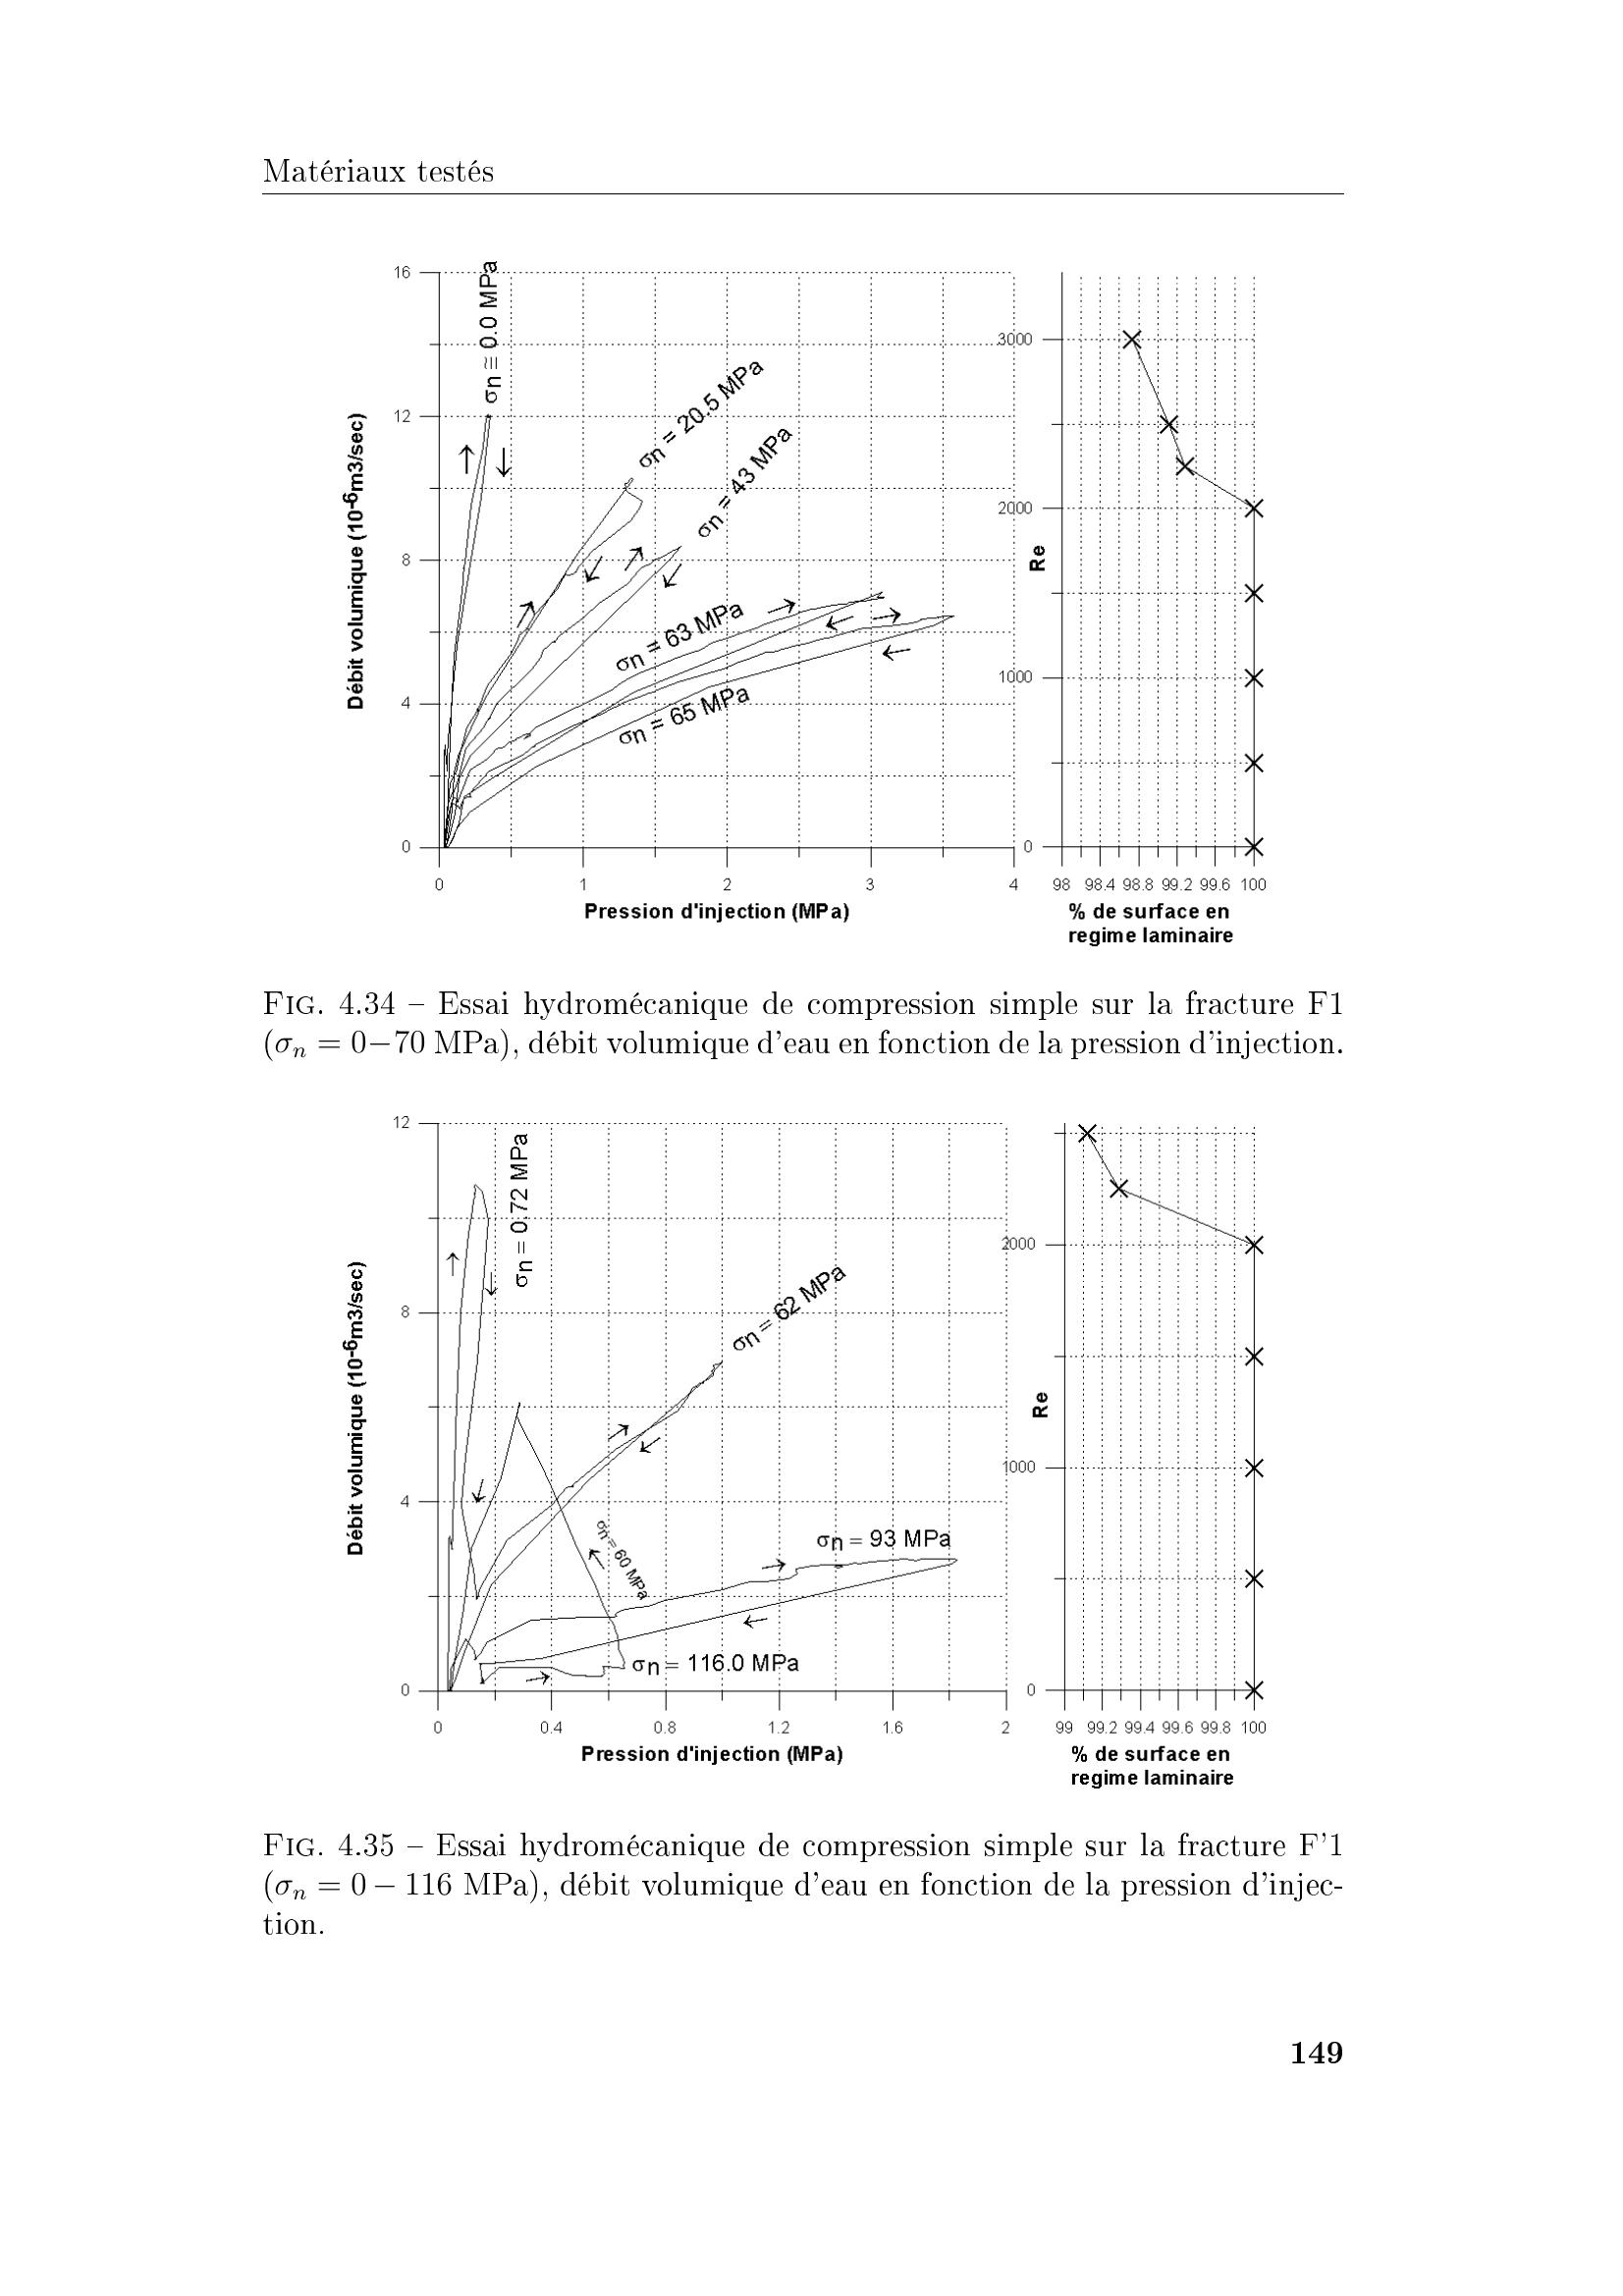 Matériaux testés
16
12
8
4
0
Débit volumique (10-6m3/sec)
σn ≅ 0.0 MPa
σn = 20.5 MPa
σn = 43 MPa
σn = 63 MPa
σn = 65 MPa
0 1 2 3 4
Pression d'injection (MPa)
3000
2000
1000
0
Re
98 98.4 98.8 99.2 99.6 100
% de surface en
regime laminaire
FIG. 4.34 – Essai hydromécanique de compression simple sur la fracture F1
(σn = 0−70 MPa), débit volumique d'eau en fonction de la pression d'injection.
12
8
4
0
Débit volumique (10-6m3/sec)
σn = 0.72 MPa
σn = 62 MPa
σn = 60 MPa
σn = 93 MPa
σn = 116.0 MPa
0 0.4 0.8 1.2 1.6 2
Pression d'injection (MPa)
2000
1000
0
Re
99 99.2 99.4 99.6 99.8 100
% de surface en
regime laminaire
FIG. 4.35 – Essai hydromécanique de compression simple sur la fracture F'1
(σn = 0 − 116 MPa), débit volumique d'eau en fonction de la pression d'injec-
tion.
149